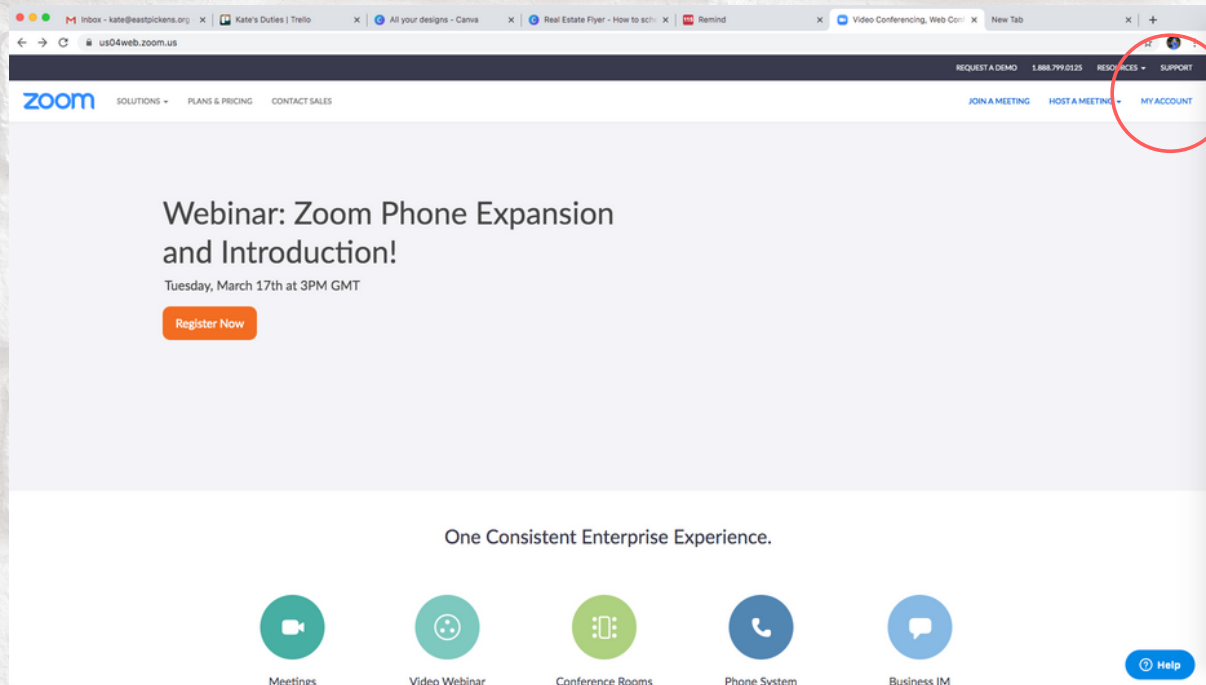 Inbox - kate@eastpickens.org
Kate's Duties | Trello
All your designs - Canva
Real Estate Flyer - How to sche
Remind
Video Conferencing, Web Conf
New Tab
us04web.zoom.us
REQUEST A DEMO 1.888.799.0125 RESOURCES SUPPORT
zoom SOLUTIONS PLANS & PRICING CONTACT SALES JOIN A MEETING HOST A MEETING MY ACCOUNT
Webinar: Zoom Phone Expansion
and Introduction!
Tuesday, March 17th at 3PM GMT
Register Now
One Consistent Enterprise Experience.
Meetings Video Webinar Conference Rooms Phone System Business IM
Help